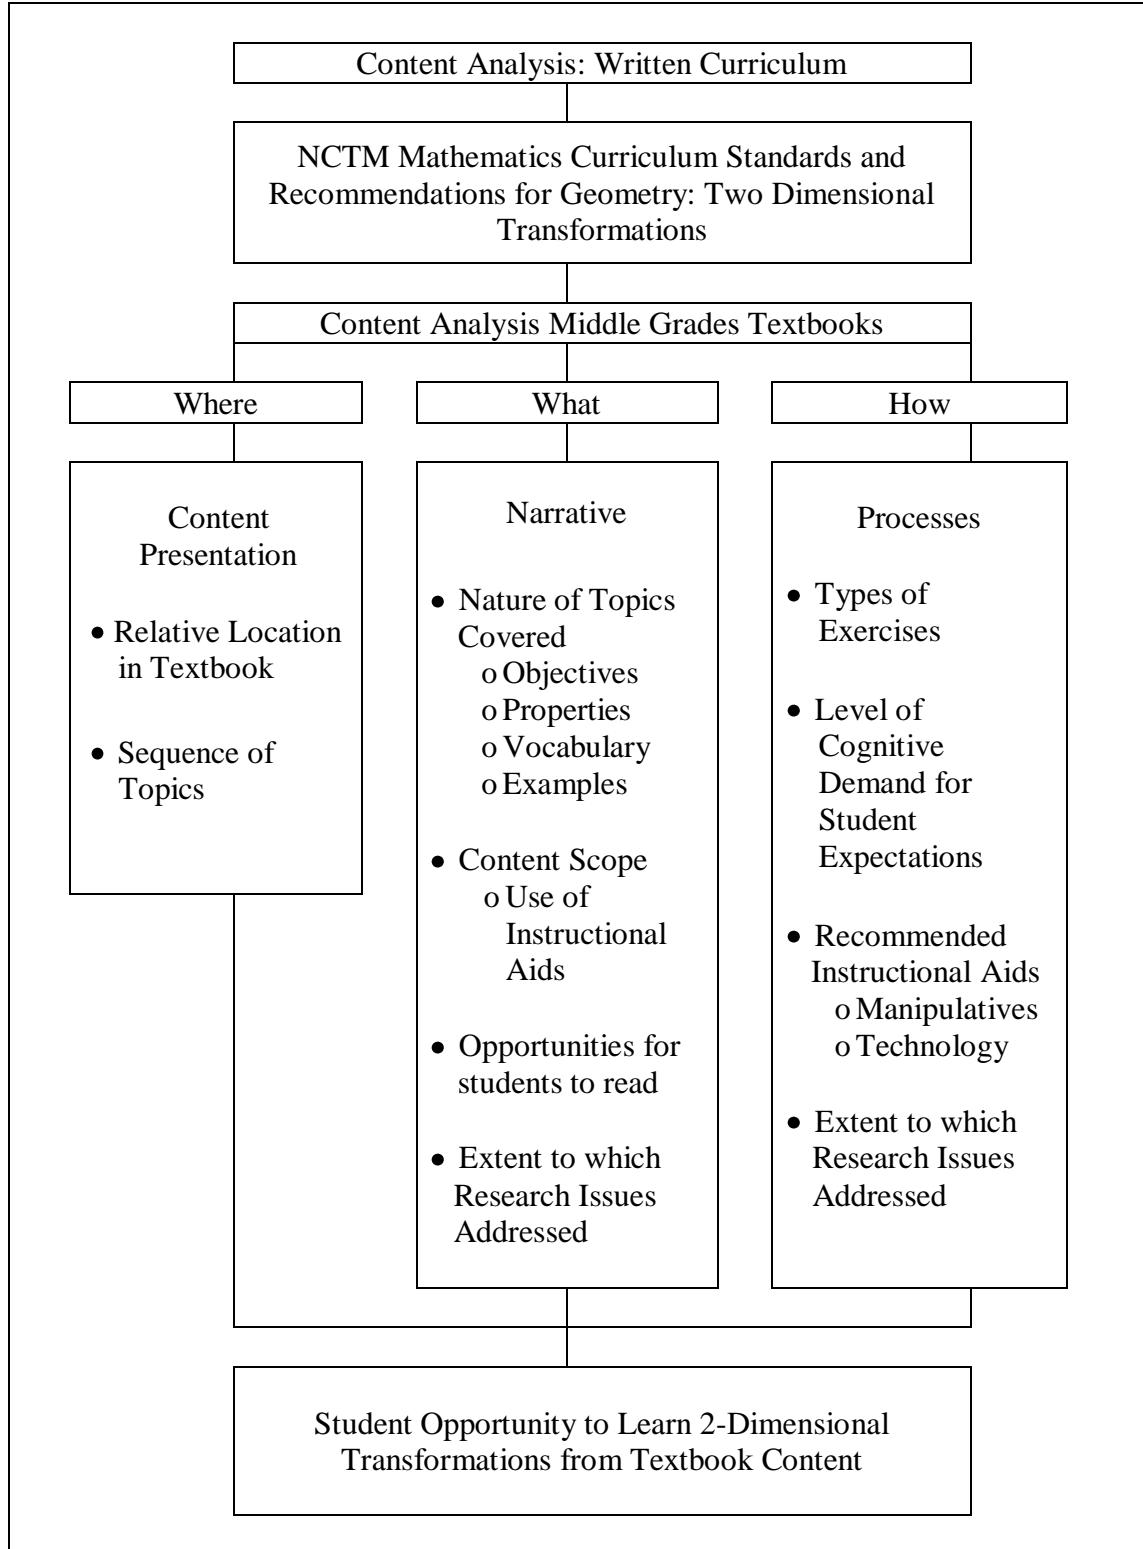 Content Analysis: Written Curriculum
NCTM Mathematics Curriculum Standards and
Recommendations for Geometry: Two Dimensional
Transformations
Content Analysis Middle Grades Textbooks
Where
What
How
Content
Presentation
• Relative Location
in Textbook
• Sequence of
Topics
Narrative
• Nature of Topics
Covered
o Objectives
o Properties
o Vocabulary
o Examples
• Content Scope
o Use of
Instructional
Aids
• Opportunities for
students to read
• Extent to which
Research Issues
Addressed
Processes
• Types of
Exercises
• Level of
Cognitive
Demand for
Student
Expectations
• Recommended
Instructional Aids
o Manipulatives
o Technology
• Extent to which
Research Issues
Addressed
Student Opportunity to Learn 2-Dimensional
Transformations from Textbook Content